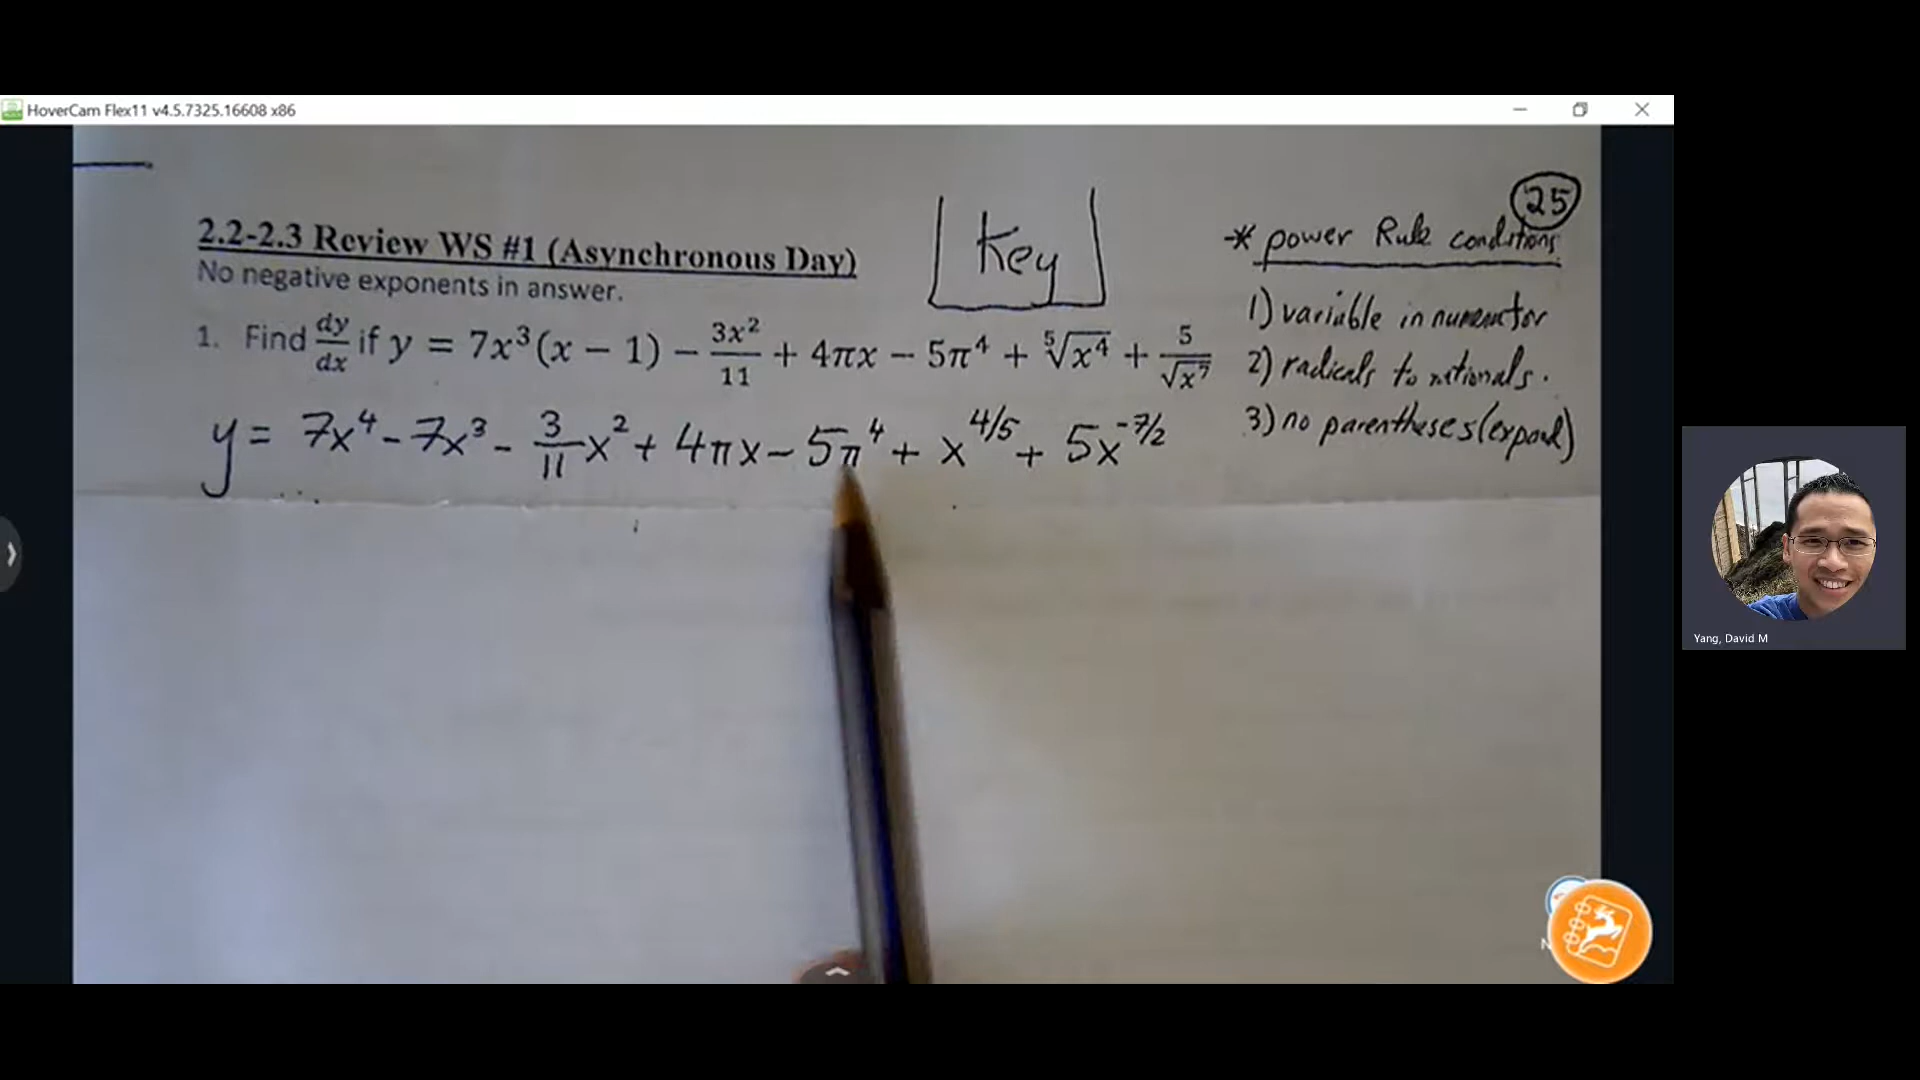 HoverCam Flex11 v4.5.7325.16608 x86
25
2.2-2.3 Review WS #1 (Asynchronous Day)
No negative exponents in answer.
Key
* power Rule conditions
1) variable in numerator
2) radicals to rationals.
3) no parentheses (expand)
1. Find dy/dx if y = 7x³(x − 1) − 3x²/11 + 4πx − 5π⁴ + ⁵√x⁴ + 5/√x⁷
y = 7x⁴ - 7x³ - 3/11 x² + 4πx - 5π⁴ + x^4/5 + 5x^-7/2
Yang, David M
N